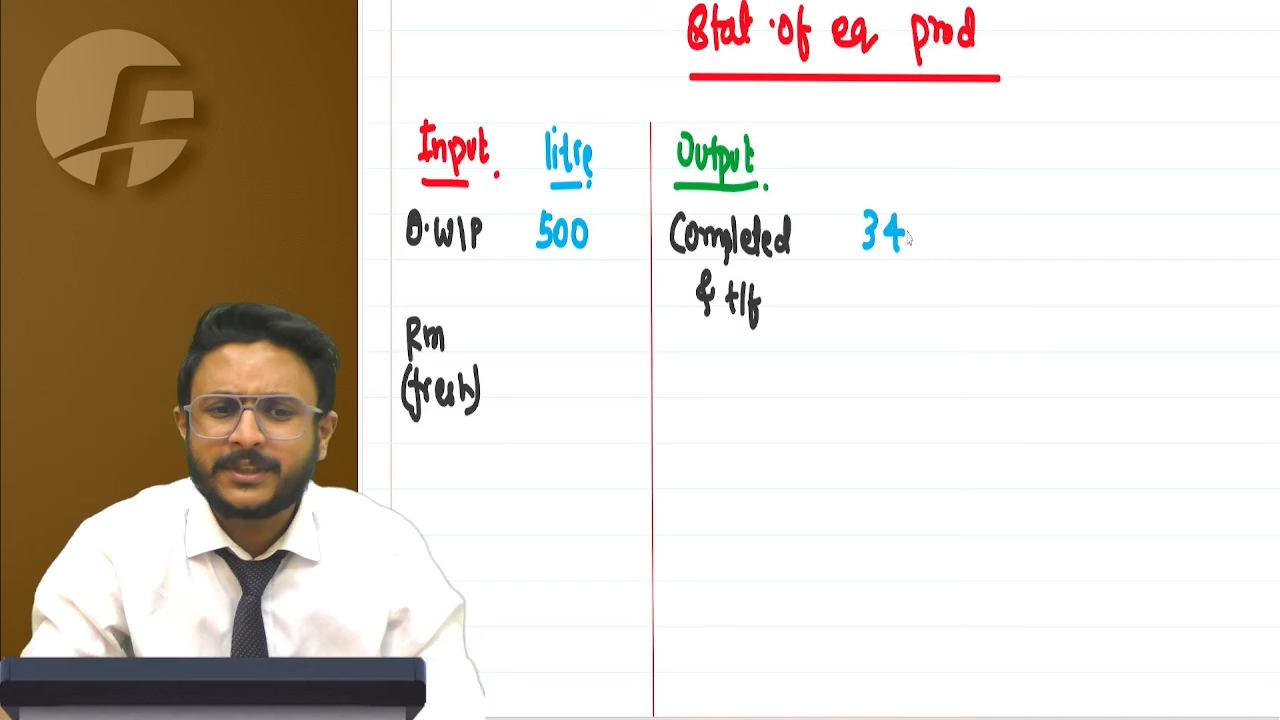 Stat. of eq prod
Input. litre.
Output.
O.WIP 500
Completed 34
& t/f
Rm
(fresh)